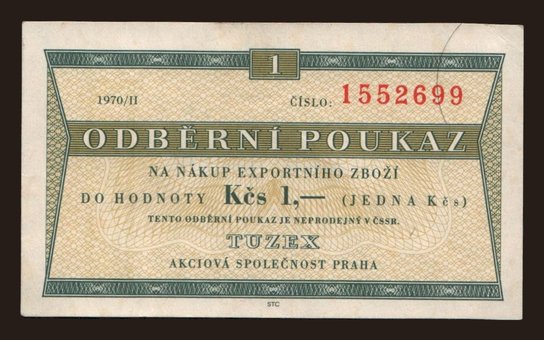 1
1970/II
ČÍSLO: 1552699
ODBĚRNÍ POUKAZ
NA NÁKUP EXPORTNÍHO ZBOŽÍ
DO HODNOTY Kčs 1,— (JEDNA Kčs)
TENTO ODBĚRNÍ POUKAZ JE NEPRODEJNÝ V ČSSR.
TUZEX
AKCIOVÁ SPOLEČNOST PRAHA
STC